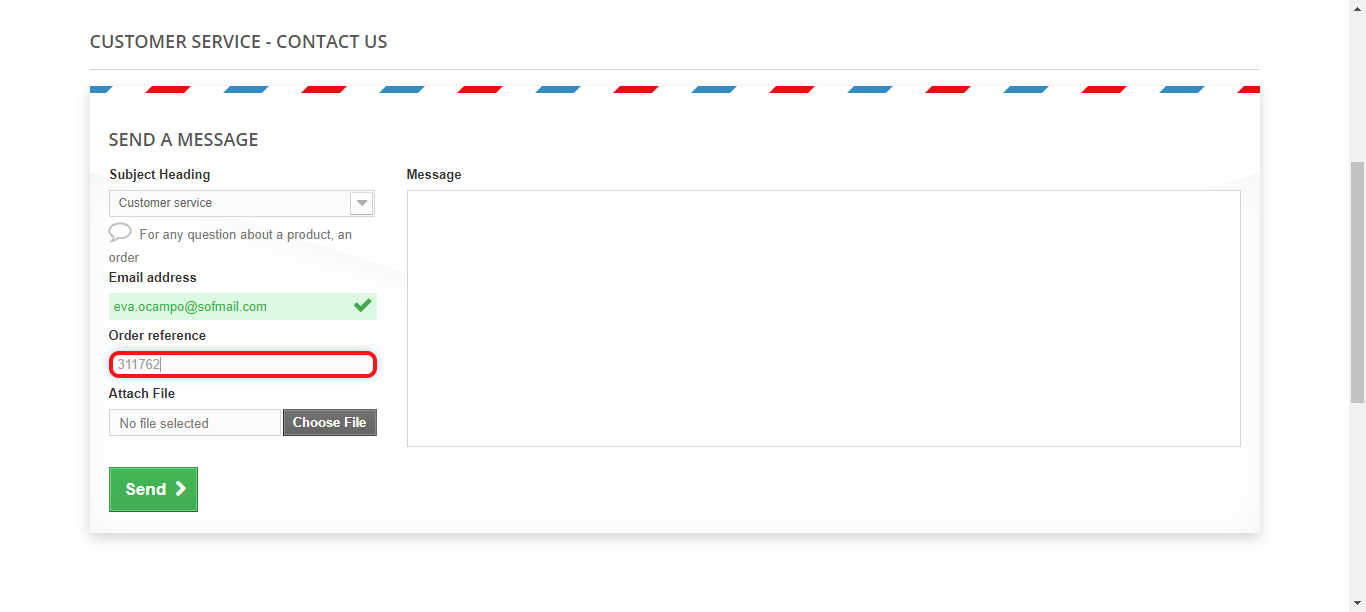 CUSTOMER SERVICE - CONTACT US
SEND A MESSAGE
Subject Heading
Customer service
For any question about a product, an
order
Email address
eva.ocampo@sofmail.com
Order reference
311762
Attach File
No file selected
Choose File
Send
Message